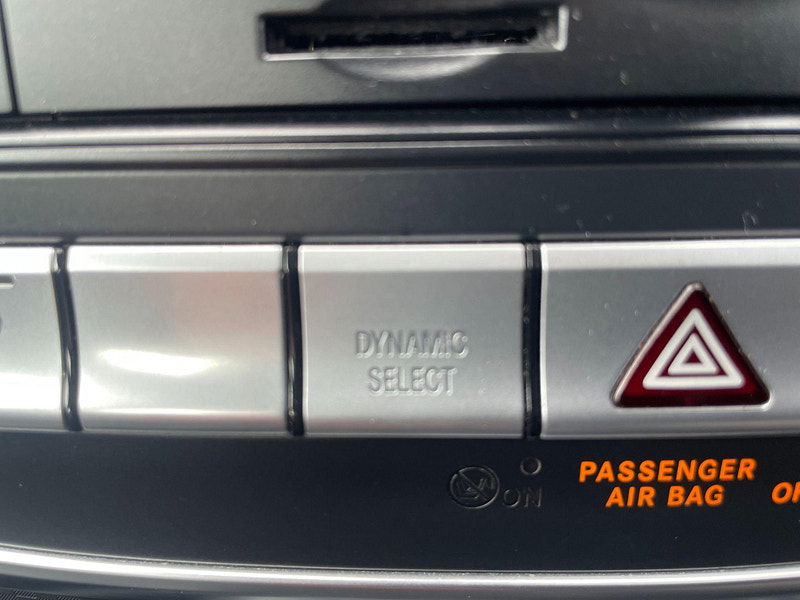 DYNAMIC
SELECT
ON
PASSENGER
AIR BAG